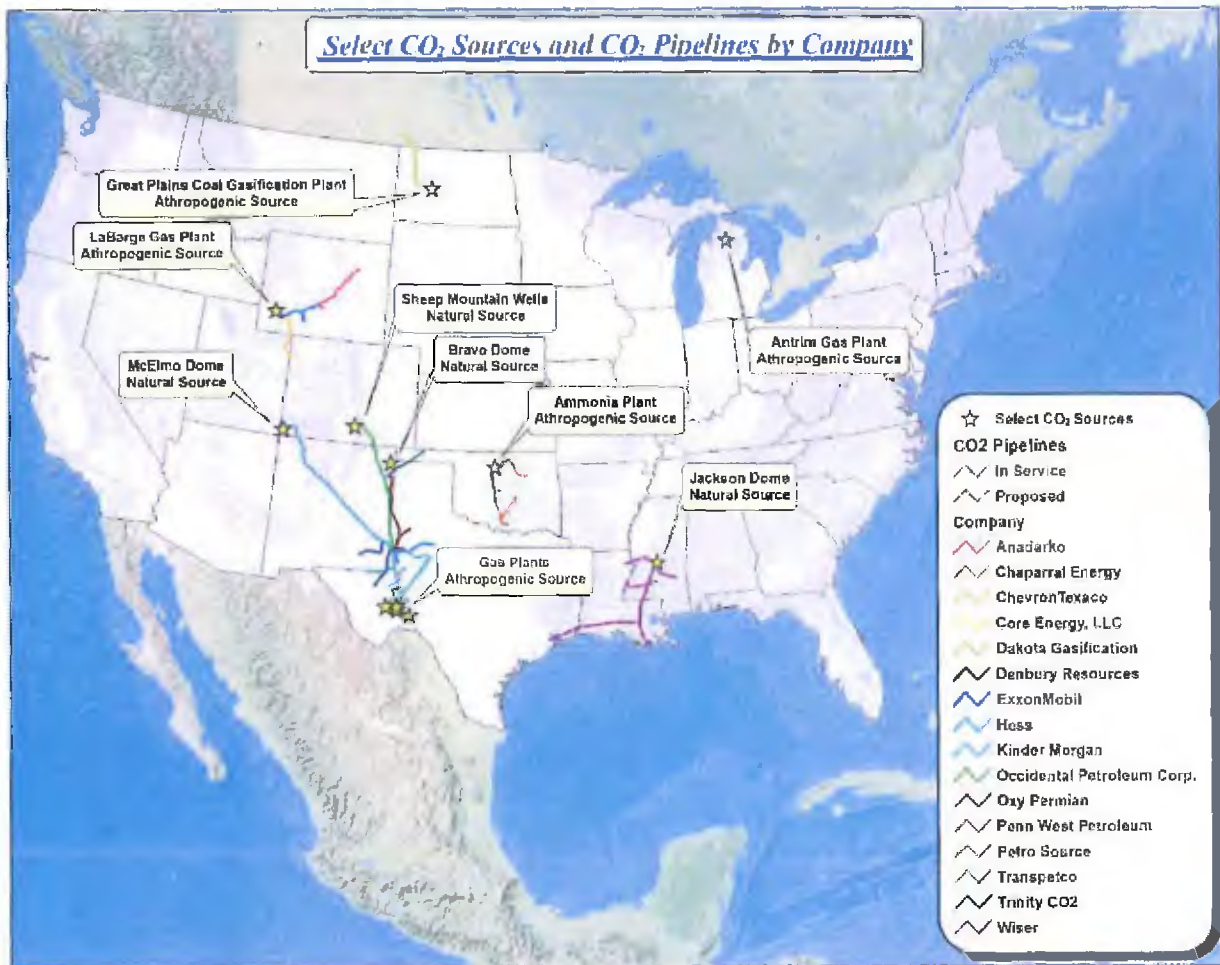 Select CO₂ Sources and CO₂ Pipelines by Company
Great Plains Coal Gasification Plant
Athropogenic Source
LaBarge Gas Plant
Athropogenic Source
Sheep Mountain Wells
Natural Source
Bravo Dome
Natural Source
McElmo Dome
Natural Source
Ammonia Plant
Athropogenic Source
Antrim Gas Plant
Athropogenic Source
Jackson Dome
Natural Source
Gas Plants
Athropogenic Source
Select CO₂ Sources
CO2 Pipelines
In Service
Proposed
Company
Anadarko
Chaparral Energy
ChevronTexaco
Core Energy, LLC
Dakota Gasification
Denbury Resources
ExxonMobil
Hess
Kinder Morgan
Occidental Petroleum Corp.
Oxy Permian
Penn West Petroleum
Petro Source
Transpetco
Trinity CO2
Wiser